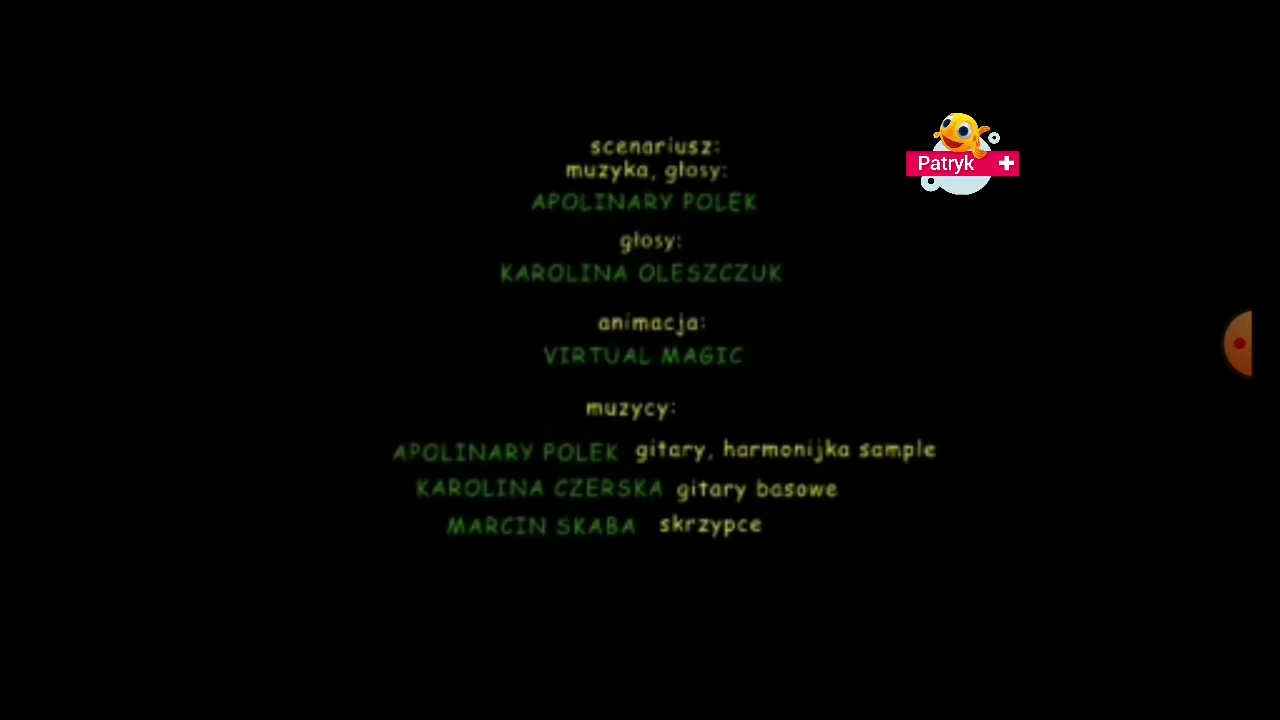 scenariusz:
muzyka, głosy:
APOLINARY POLEK
głosy:
KAROLINA OLESZCZUK
animacja:
VIRTUAL MAGIC
muzycy:
APOLINARY POLEK gitary, harmonijka sample
KAROLINA CZERSKA gitary basowe
MARCIN SKABA skrzypce
Patryk +